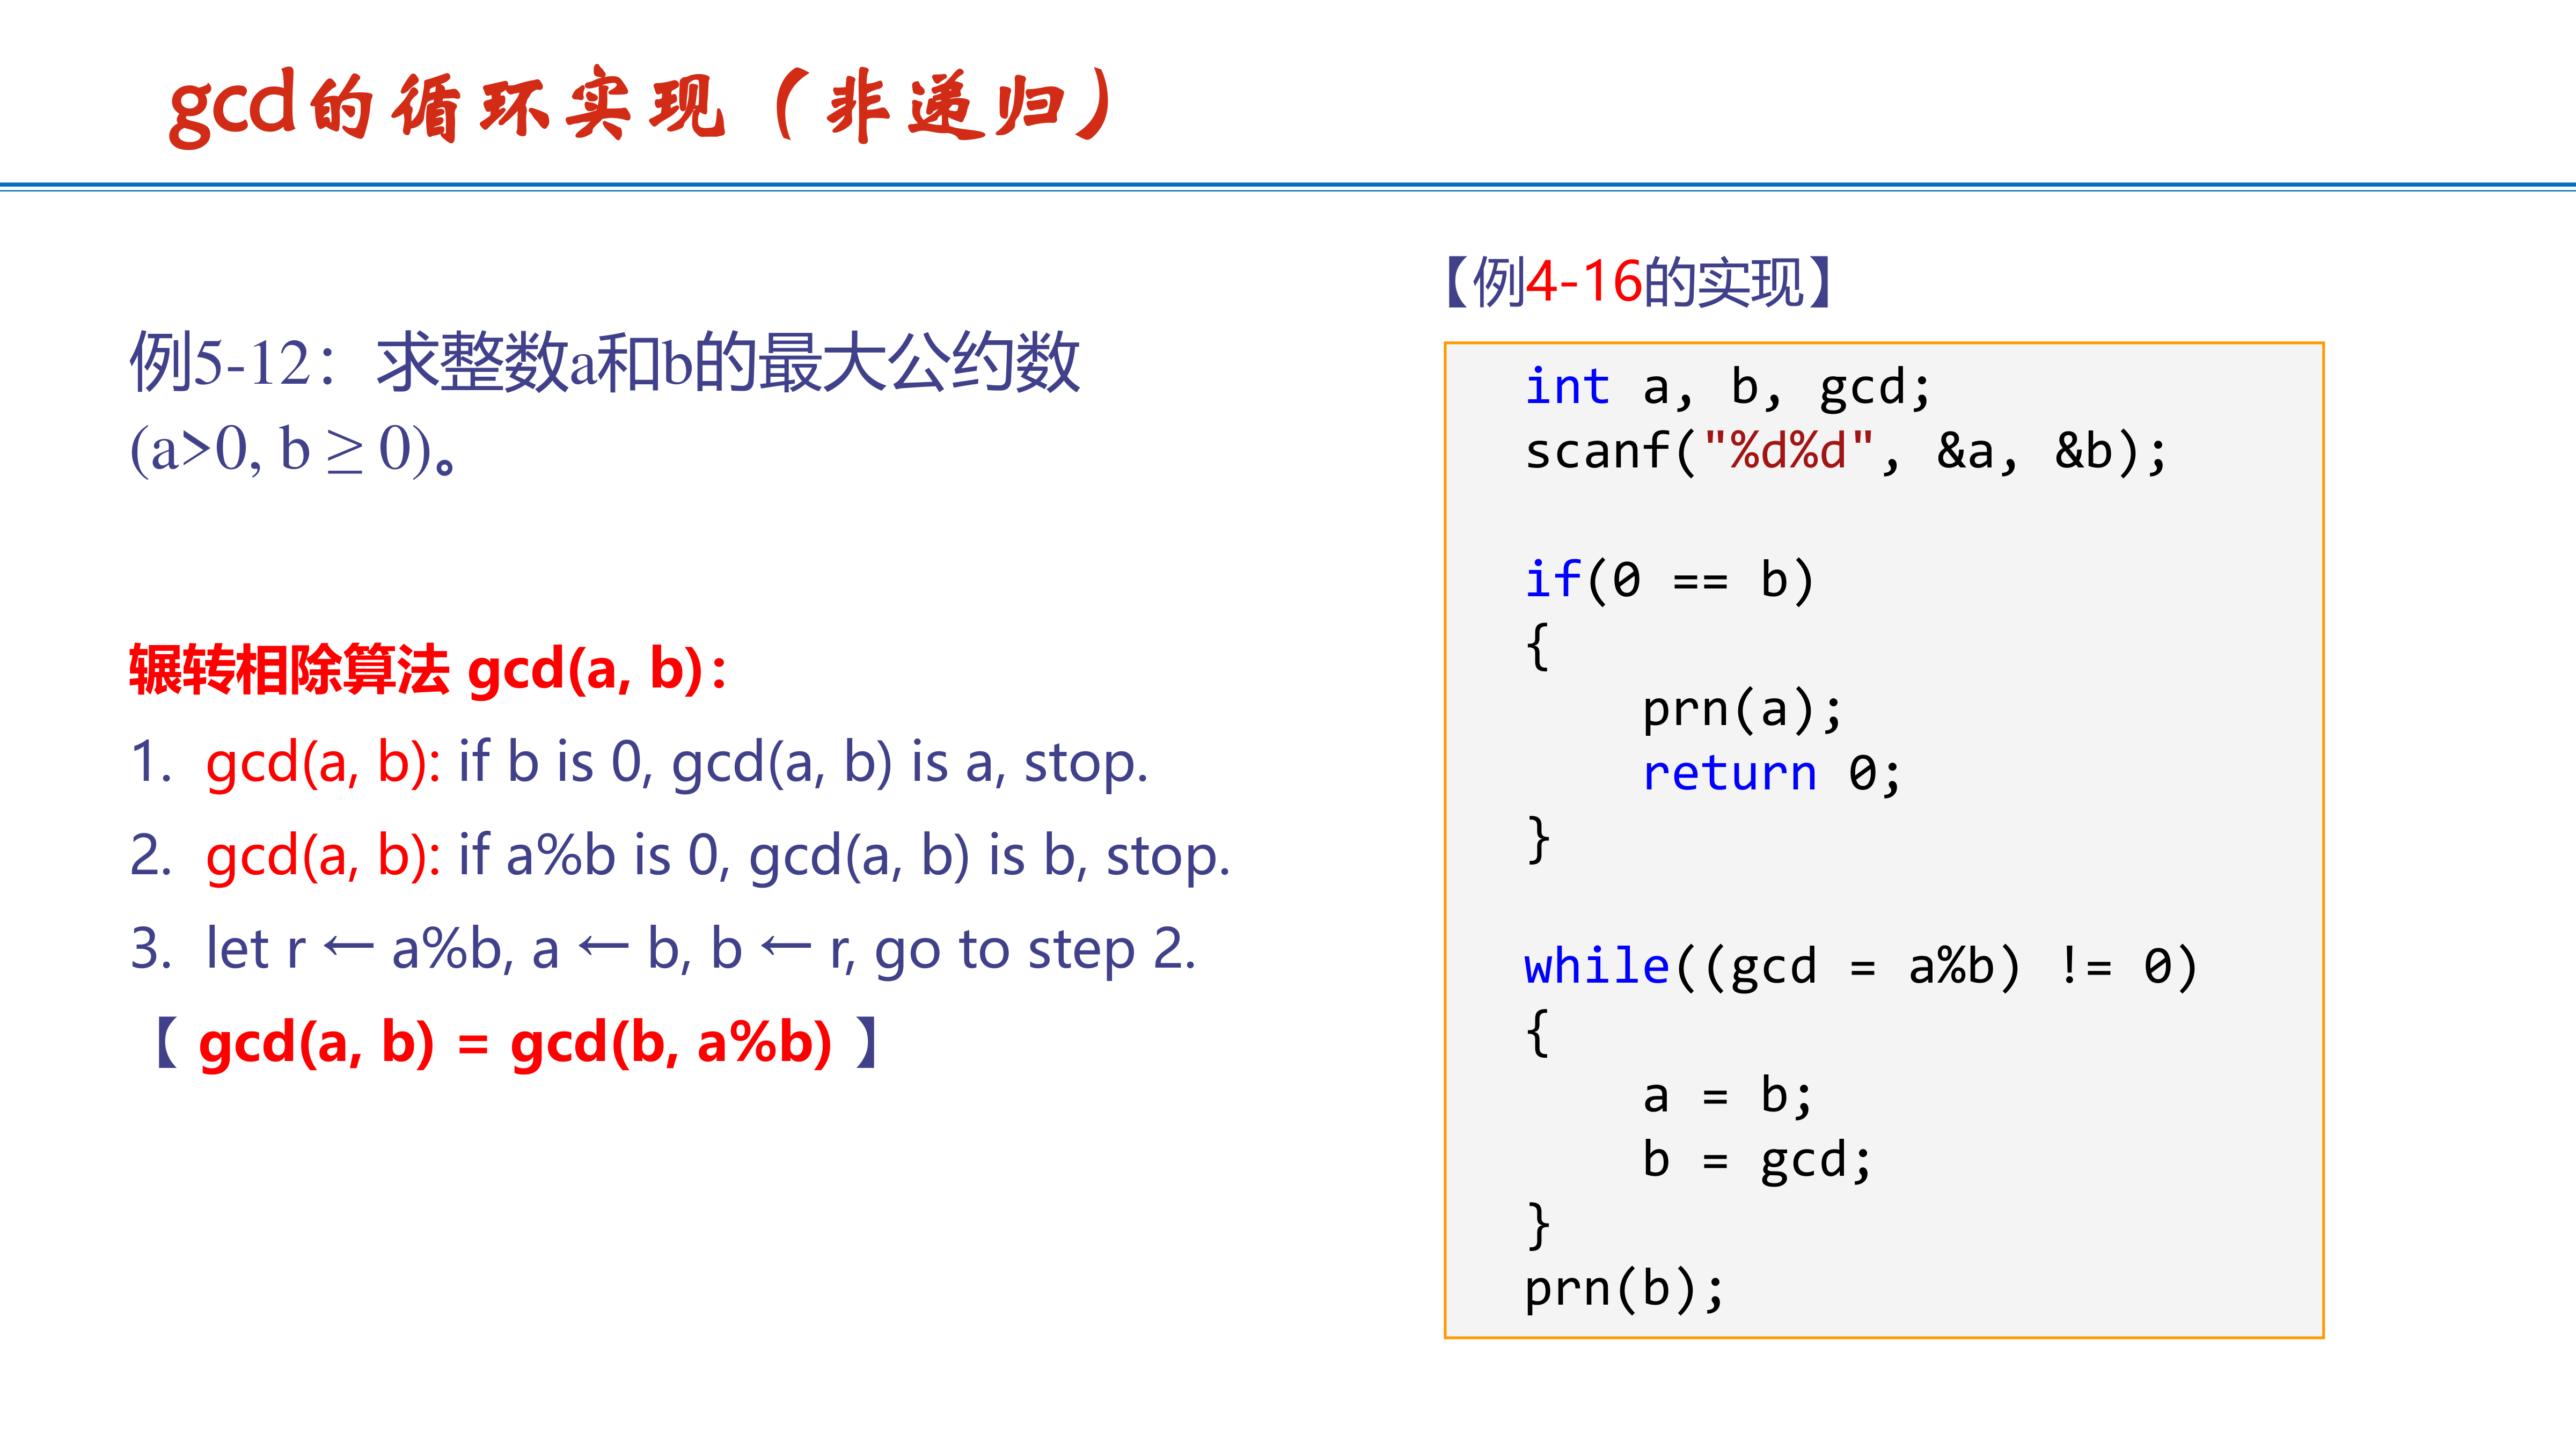 gcd的循环实现（非递归）
例5-12：求整数a和b的最大公约数
(a>0, b ≥ 0)。
辗转相除算法 gcd(a, b)：
1. gcd(a, b): if b is 0, gcd(a, b) is a, stop.
2. gcd(a, b): if a%b is 0, gcd(a, b) is b, stop.
3. let r ← a%b, a ← b, b ← r, go to step 2.
【 gcd(a, b) = gcd(b, a%b) 】
【例4-16的实现】
int a, b, gcd;
scanf("%d%d", &a, &b);
if(0 == b)
{
    prn(a);
    return 0;
}
while((gcd = a%b) != 0)
{
    a = b;
    b = gcd;
}
prn(b);